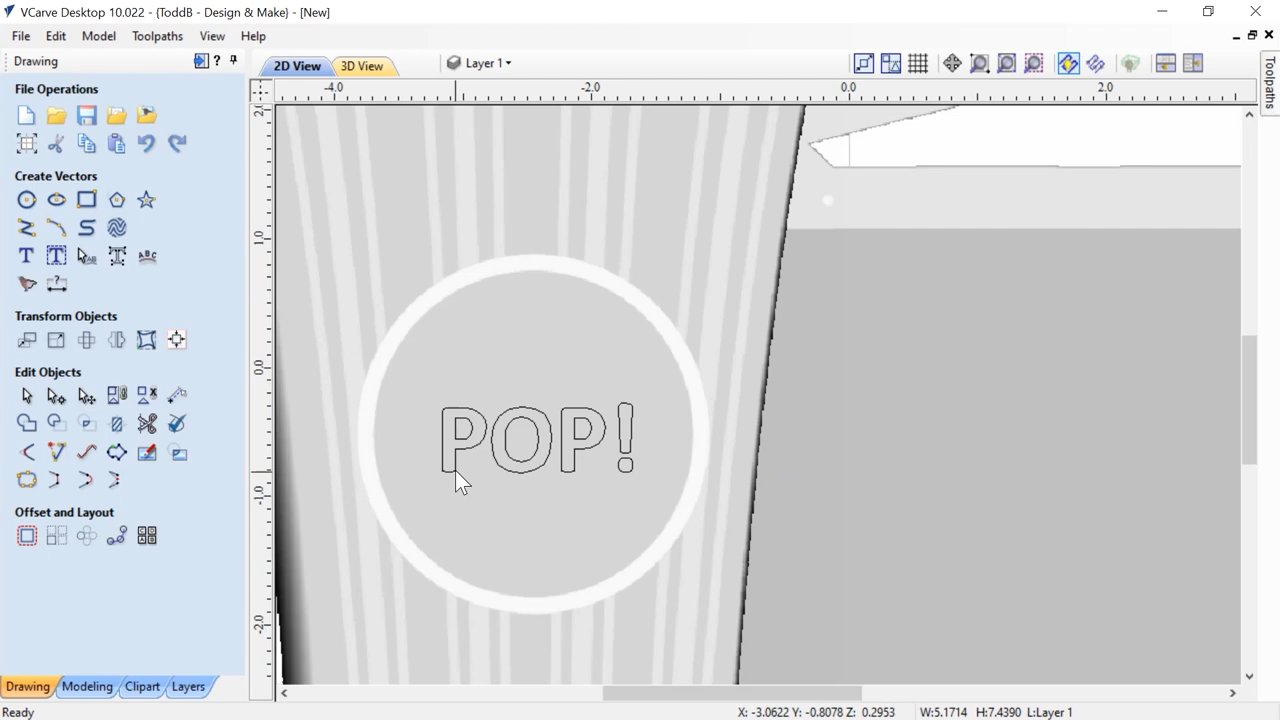 VCarve Desktop 10.022 - {ToddB - Design & Make} - [New]
File Edit Model Toolpaths View Help
Drawing
2D View 3D View Layer 1
File Operations
Create Vectors
Transform Objects
Edit Objects
Offset and Layout
-4.0 -2.0 0.0 2.0
1.0
0.0
-1.0
-2.0
POP!
Toolpaths
Drawing Modeling Clipart Layers
Ready X: -3.0622 Y: -0.8078 Z: 0.2953 W:5.1714 H:7.4390 L:Layer 1